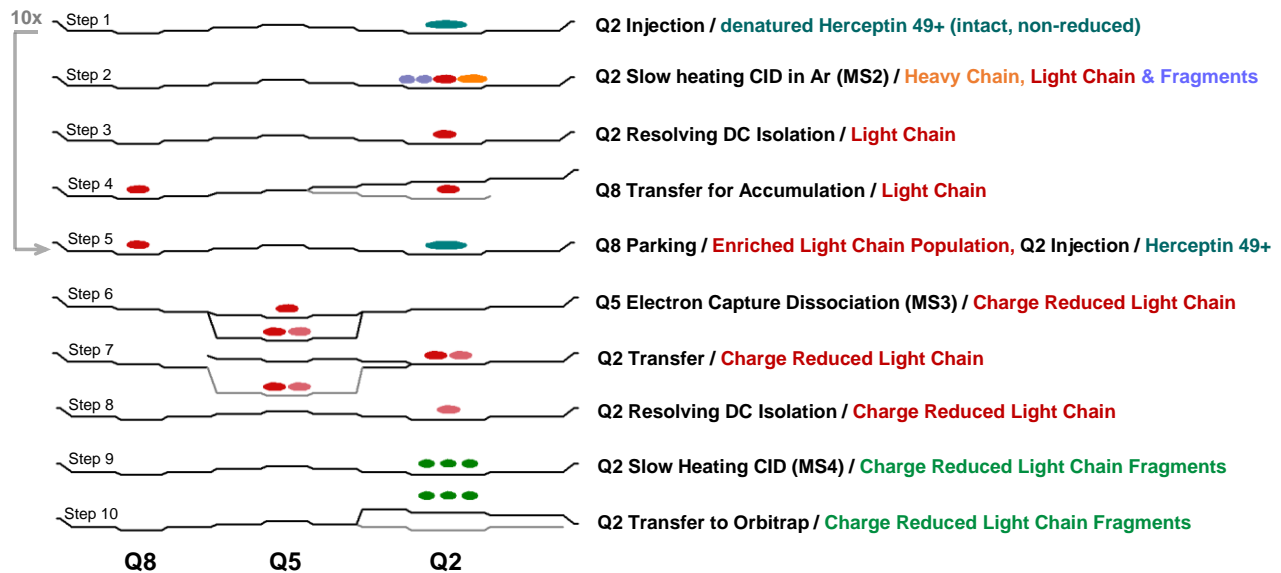 10x
Step 1
Q2 Injection / denatured Herceptin 49+ (intact, non-reduced)
Step 2
Q2 Slow heating CID in Ar (MS2) / Heavy Chain, Light Chain & Fragments
Step 3
Q2 Resolving DC Isolation / Light Chain
Step 4
Q8 Transfer for Accumulation / Light Chain
Step 5
Q8 Parking / Enriched Light Chain Population, Q2 Injection / Herceptin 49+
Step 6
Q5 Electron Capture Dissociation (MS3) / Charge Reduced Light Chain
Step 7
Q2 Transfer / Charge Reduced Light Chain
Step 8
Q2 Resolving DC Isolation / Charge Reduced Light Chain
Step 9
Q2 Slow Heating CID (MS4) / Charge Reduced Light Chain Fragments
Step 10
Q2 Transfer to Orbitrap / Charge Reduced Light Chain Fragments
Q8 Q5 Q2